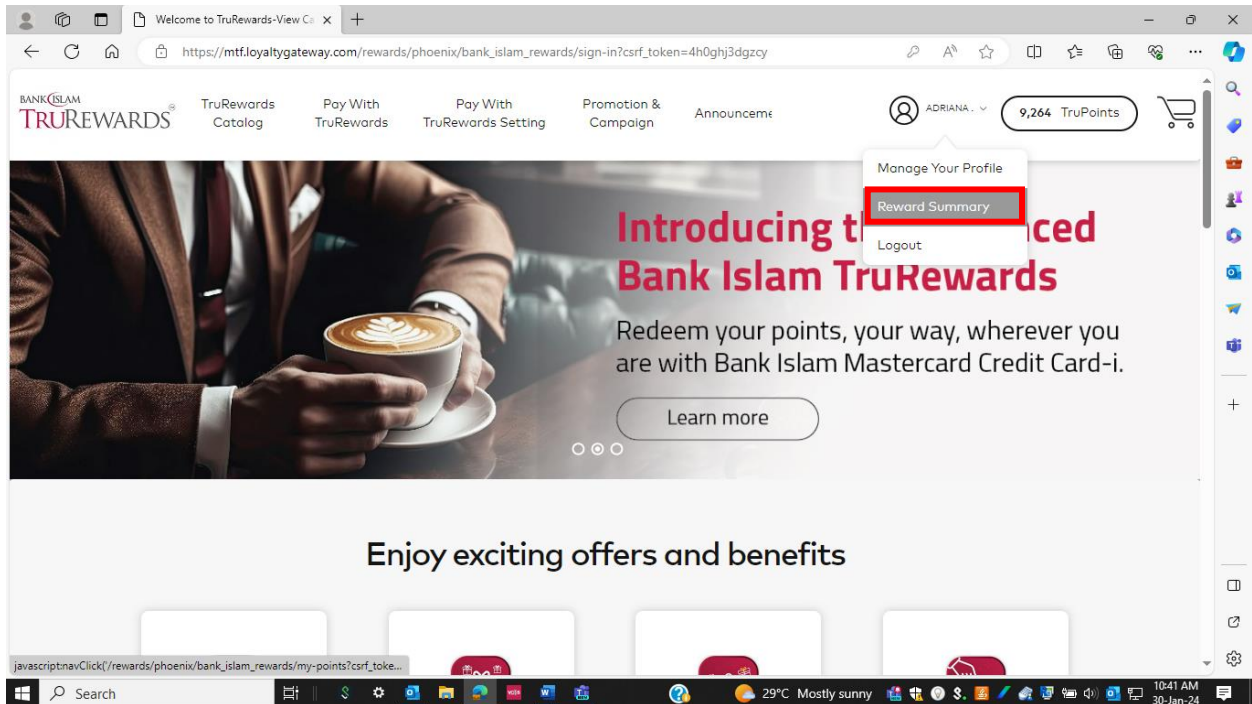 Welcome to TruRewards-View Ca
https://mtf.loyaltygateway.com/rewards/phoenix/bank_islam_rewards/sign-in?csrf_token=4h0ghj3dgzcy
BANK ISLAM
TRUREWARDS®
TruRewards
Catalog
Pay With
TruRewards
Pay With
TruRewards Setting
Promotion &
Campaign
Announceme
ADRIANA .
9,264 TruPoints
Manage Your Profile
Reward Summary
Logout
Introducing t ced
Bank Islam TruRewards
Redeem your points, your way, wherever you
are with Bank Islam Mastercard Credit Card-i.
Learn more
Enjoy exciting offers and benefits
javascript:navClick('/rewards/phoenix/bank_islam_rewards/my-points?csrf_toke...
Search
29°C Mostly sunny
10:41 AM
30-Jan-24